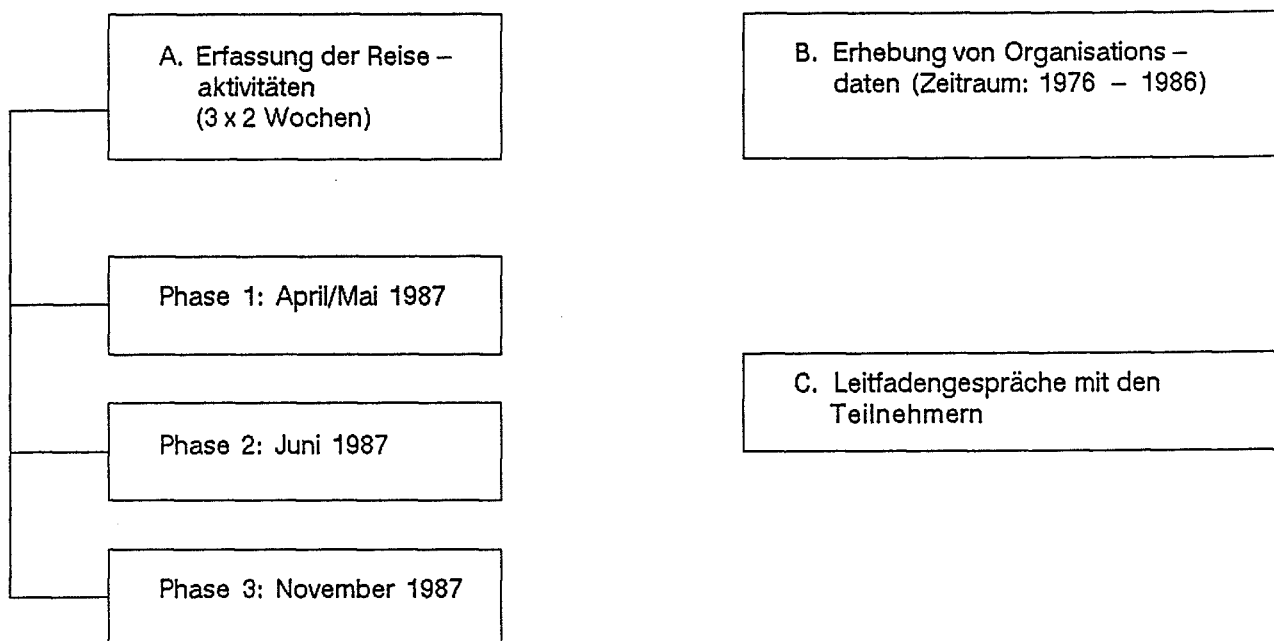 A. Erfassung der Reise –
aktivitäten
(3 x 2 Wochen)
Phase 1: April/Mai 1987
Phase 2: Juni 1987
Phase 3: November 1987
B. Erhebung von Organisations –
daten (Zeitraum: 1976 – 1986)
C. Leitfadengespräche mit den
Teilnehmern